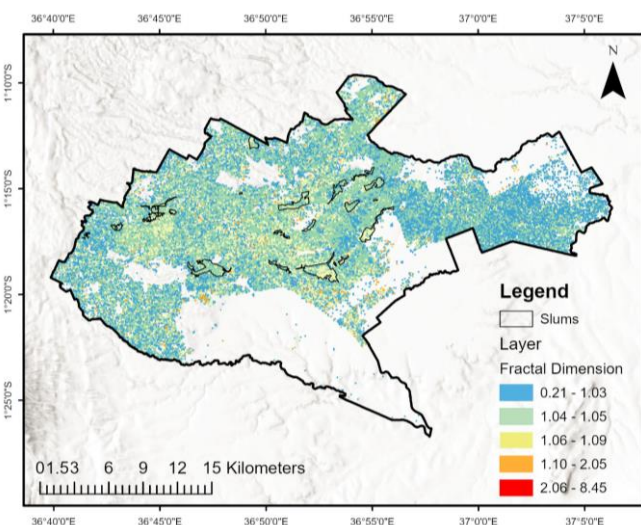 36°40'0"E 36°45'0"E 36°50'0"E 36°55'0"E 37°0'0"E 37°5'0"E
N
1°10'0"S
1°15'0"S
1°20'0"S
1°25'0"S
Legend
Slums
Layer
Fractal Dimension
0.21 - 1.03
1.04 - 1.05
1.06 - 1.09
1.10 - 2.05
2.06 - 8.45
01.53 6 9 12 15 Kilometers
36°40'0"E 36°45'0"E 36°50'0"E 36°55'0"E 37°0'0"E 37°5'0"E